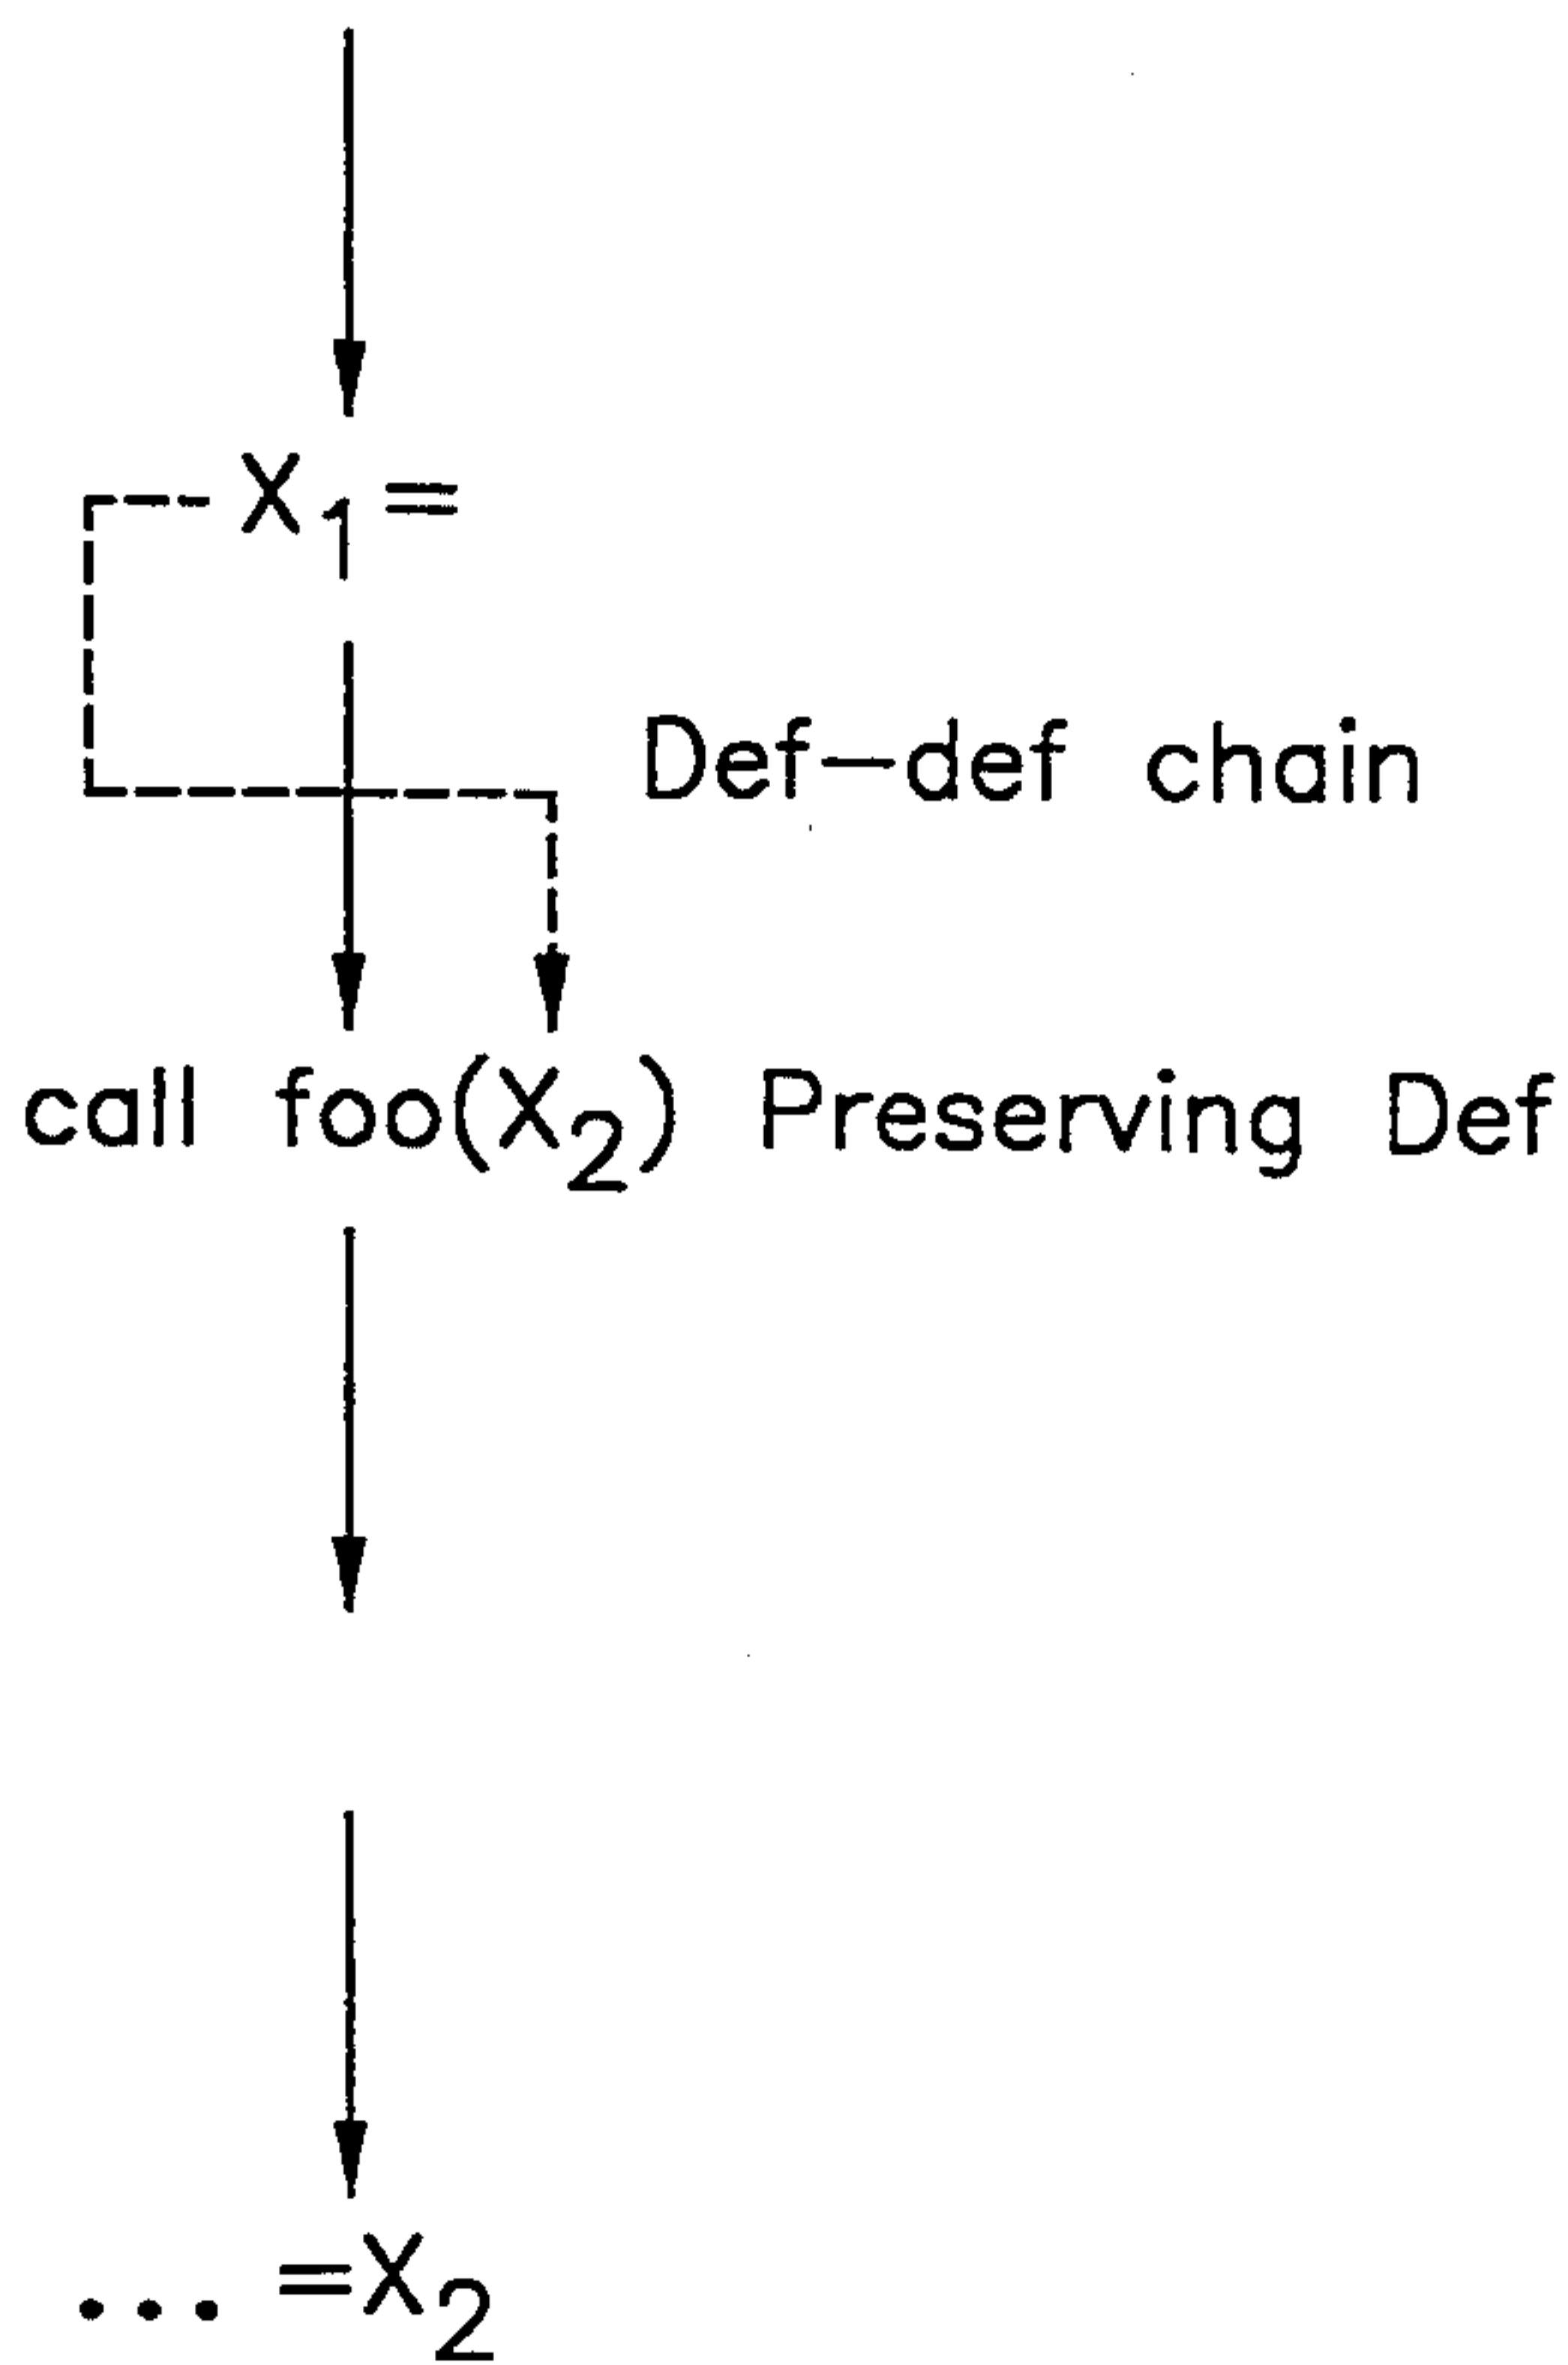 X₁ =
Def-def chain
call foo(X₂) Preserving Def
... =X₂